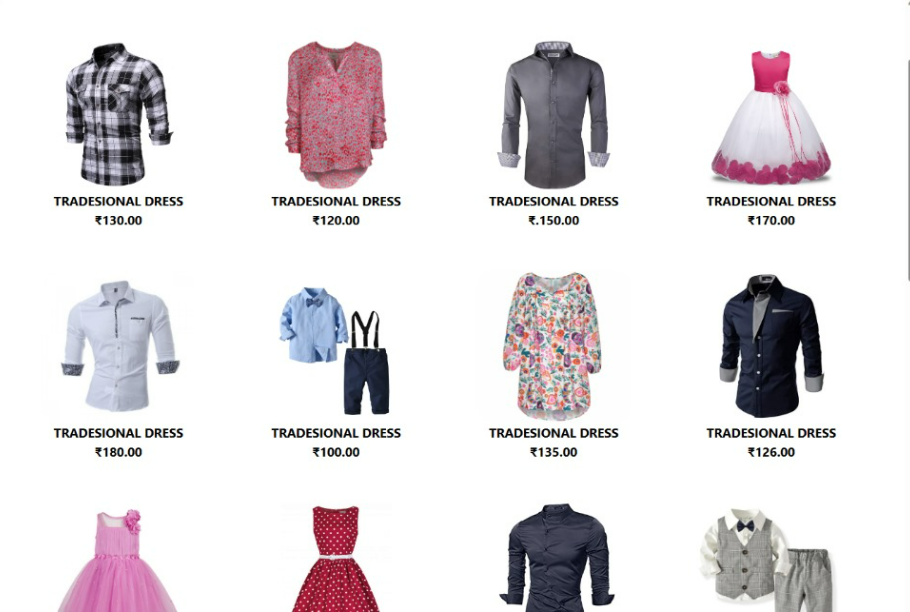 TRADESIONAL DRESS
₹130.00
TRADESIONAL DRESS
₹120.00
TRADESIONAL DRESS
₹.150.00
TRADESIONAL DRESS
₹170.00
TRADESIONAL DRESS
₹180.00
TRADESIONAL DRESS
₹100.00
TRADESIONAL DRESS
₹135.00
TRADESIONAL DRESS
₹126.00